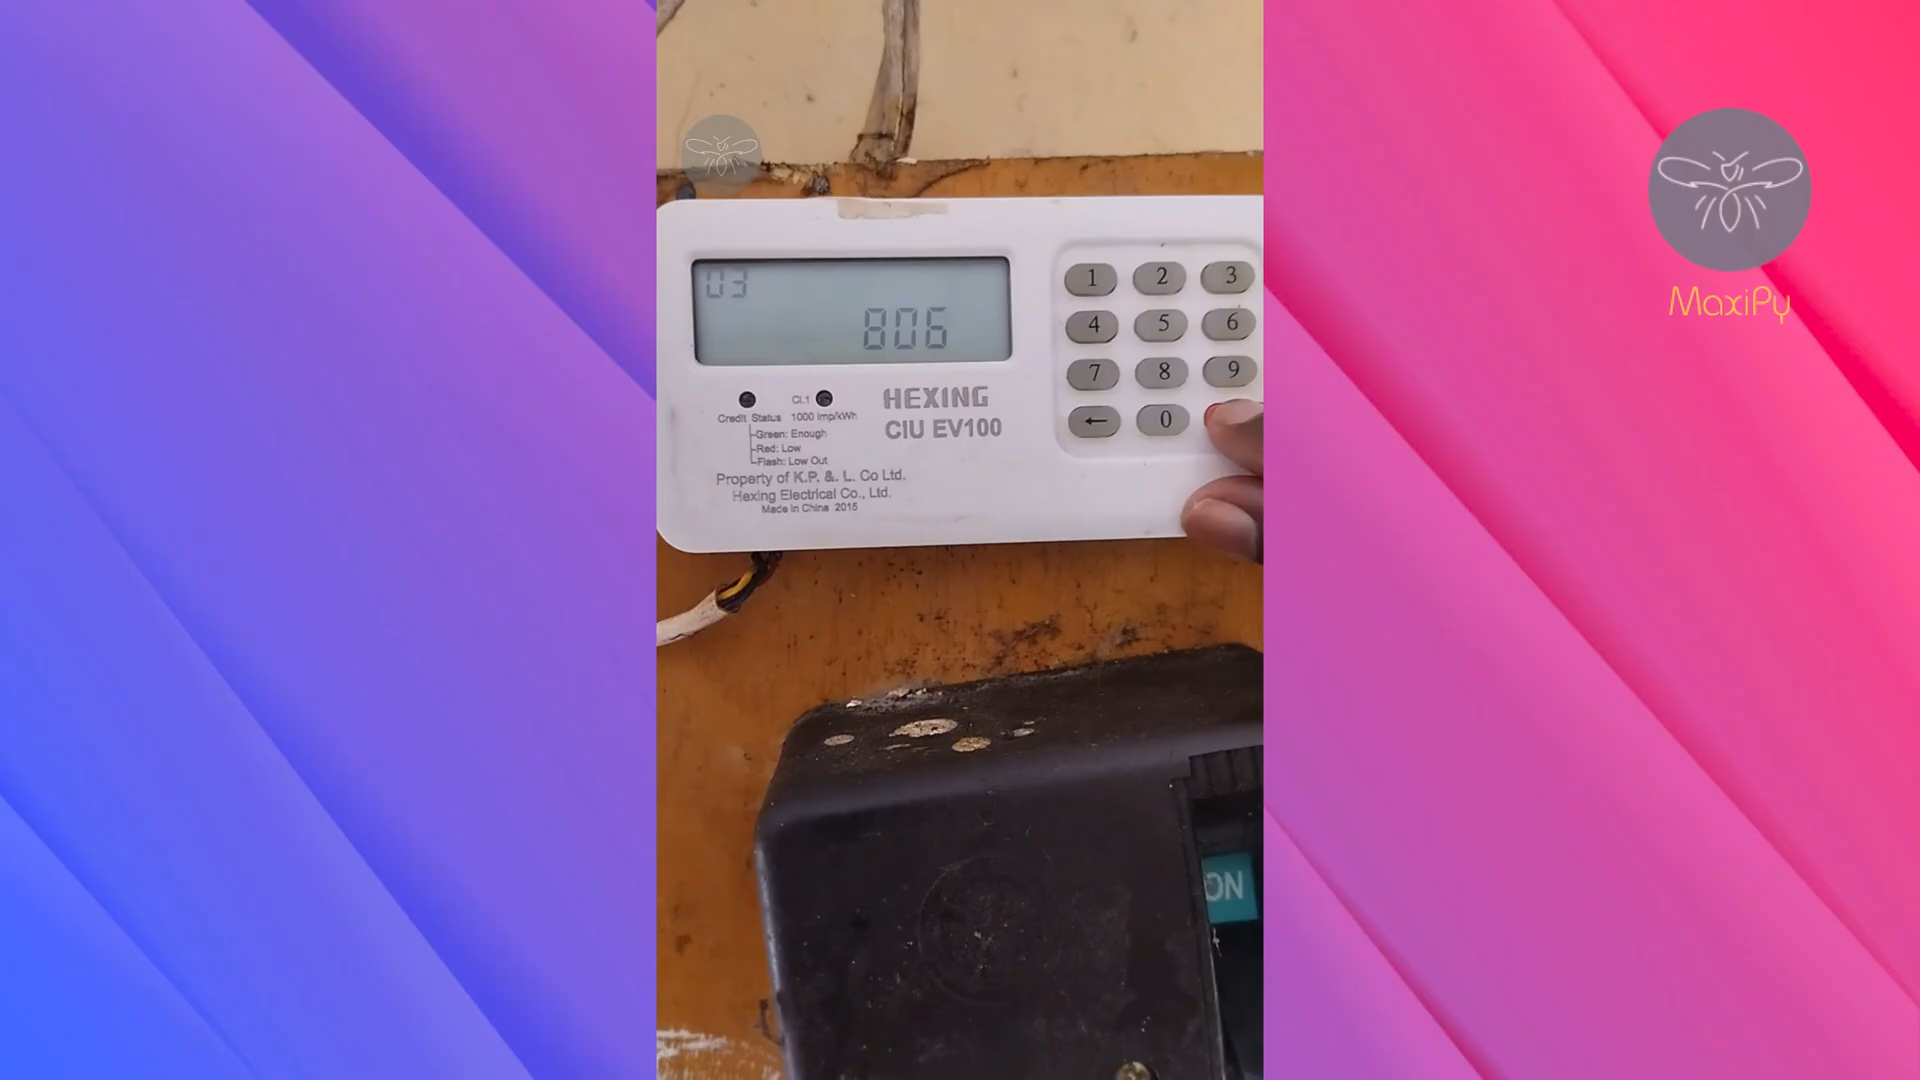 03
806
1 2 3
4 5 6
7 8 9
← 0
Cl.1
Credit Status 1000 imp/kWh
Green: Enough
Red: Low
Flash: Low Out
HEXING
CIU EV100
Property of K.P. &. L. Co Ltd.
Hexing Electrical Co., Ltd.
Made in China 2015
ON
MaxiPy